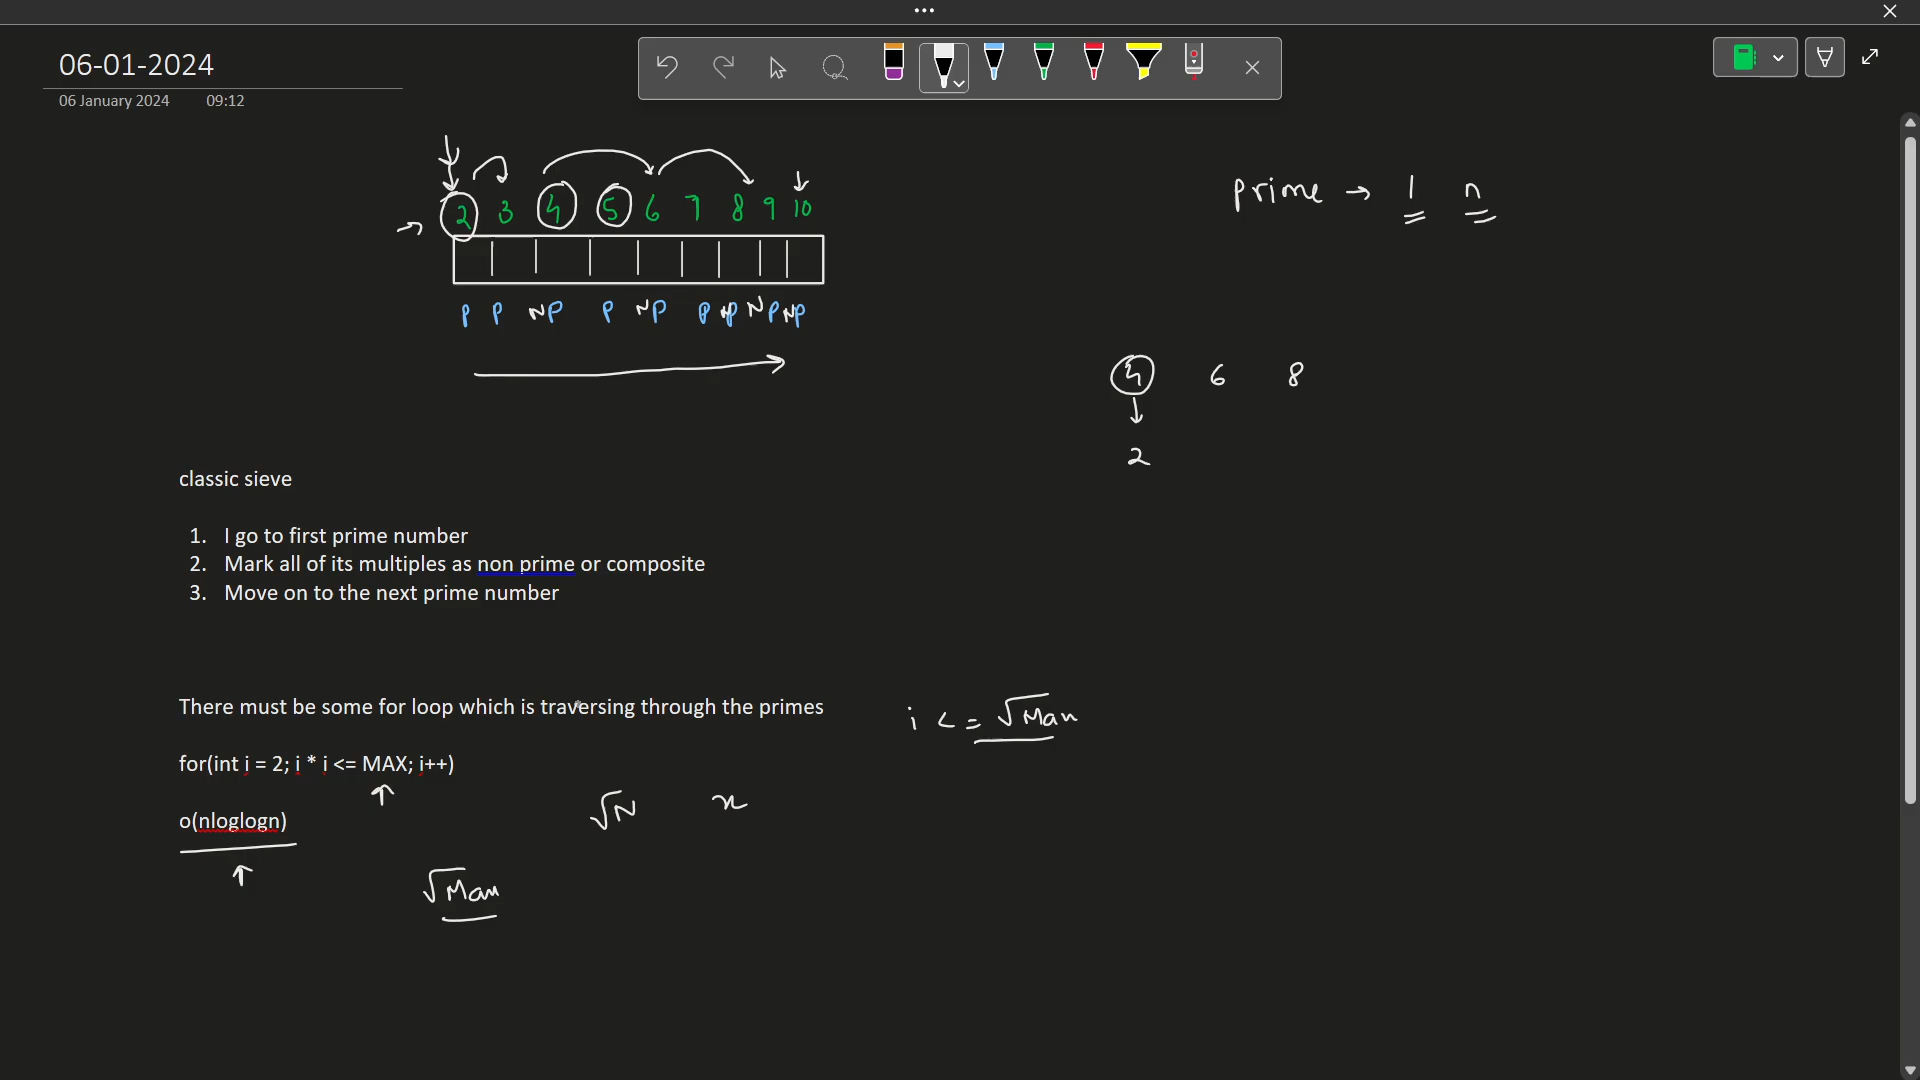 06-01-2024
06 January 2024 09:12
2 3 4 5 6 7 8 9 10
P P NP P NP P NP NP NP
prime → 1 n
4 6 8
2
classic sieve
1. I go to first prime number
2. Mark all of its multiples as non prime or composite
3. Move on to the next prime number
There must be some for loop which is traversing through the primes
i <= √Max
for(int i = 2; i * i <= MAX; i++)
√N x
o(nloglogn)
√Max